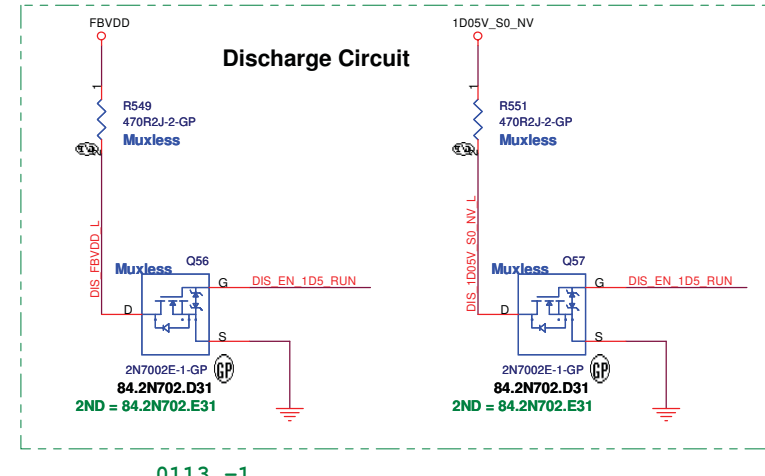 FBVDD
1D05V_S0_NV
Discharge Circuit
1
R549
470R2J-2-GP
Muxless
1
R551
470R2J-2-GP
Muxless
DIS_FBVDD_L
Muxless
Q56
G
DIS_EN_1D5_RUN
D
S
2N7002E-1-GP
GP
84.2N702.D31
2ND = 84.2N702.E31
DIS_1D05V_S0_NV_L
Muxless
Q57
G
DIS_EN_1D5_RUN
D
S
2N7002E-1-GP
GP
84.2N702.D31
2ND = 84.2N702.E31
0113 -1